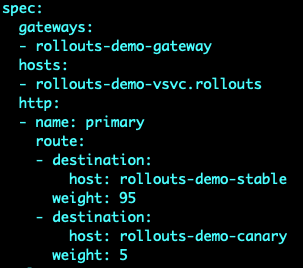 spec:
  gateways:
  - rollouts-demo-gateway
  hosts:
  - rollouts-demo-vsvc.rollouts
  http:
  - name: primary
    route:
    - destination:
        host: rollouts-demo-stable
      weight: 95
    - destination:
        host: rollouts-demo-canary
      weight: 5